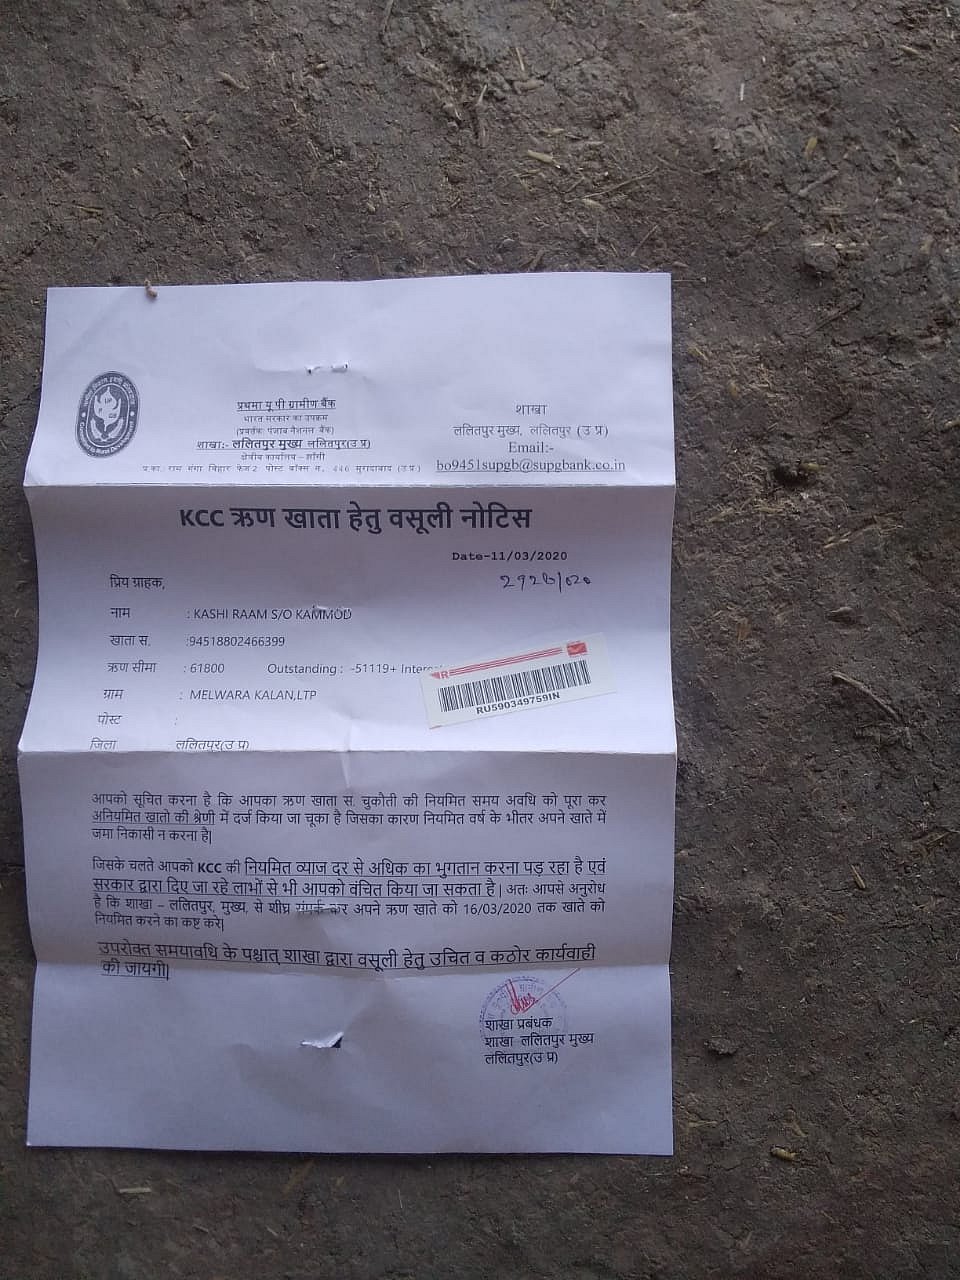 प्रथमा यू पी ग्रामीण बैंक
भारत सरकार का उपक्रम
(प्रवर्तक: पंजाब नैशनल बैंक)
शाखा:- ललितपुर मुख्य ललितपुर(उ प्र)
क्षेत्रीय कार्यालय – झाँसी
प्र.का: राम गंगा विहार फेज 2 पोस्ट बॉक्स न. 446 मुरादाबाद (उ प्र)
शाखा
ललितपुर मुख्य, ललितपुर (उ प्र)
Email:-
bo9451supgb@supgbank.co.in
KCC ऋण खाता हेतु वसूली नोटिस
Date-11/03/2020
प्रिय ग्राहक,
नाम : KASHI RAAM S/O KAMMOD
खाता स. :94518802466399
ऋण सीमा : 61800 Outstanding : -51119+
ग्राम : MELWARA KALAN,LTP
R
RU590349759IN
पोस्ट :
जिला ललितपुर(उ प्र)
आपको सूचित करना है कि आपका ऋण खाता स. चुकौती की नियमित समय अवधि को पूरा कर
अनियमित खातो की श्रेणी में दर्ज किया जा चूका है जिसका कारण नियमित वर्ष के भीतर अपने खाते में
जमा निकासी न करना है|
जिसके चलते आपको KCC की नियमित व्याज दर से अधिक का भुगतान करना पड़ रहा है एवं
सरकार द्वारा दिए जा रहे लाभों से भी आपको वंचित किया जा सकता है | अतः आपसे अनुरोध
है कि शाखा – ललितपुर, मुख्य, से शीघ्र संपर्क कर अपने ऋण खाते को 16/03/2020 तक खाते को
नियमित करने का कष्ट करे|
उपरोक्त समयावधि के पश्चात् शाखा द्वारा वसूली हेतु उचित व कठोर कार्यवाही
की जायगी|
शाखा प्रबंधक
शाखा ललितपुर मुख्य
ललितपुर(उ प्र)